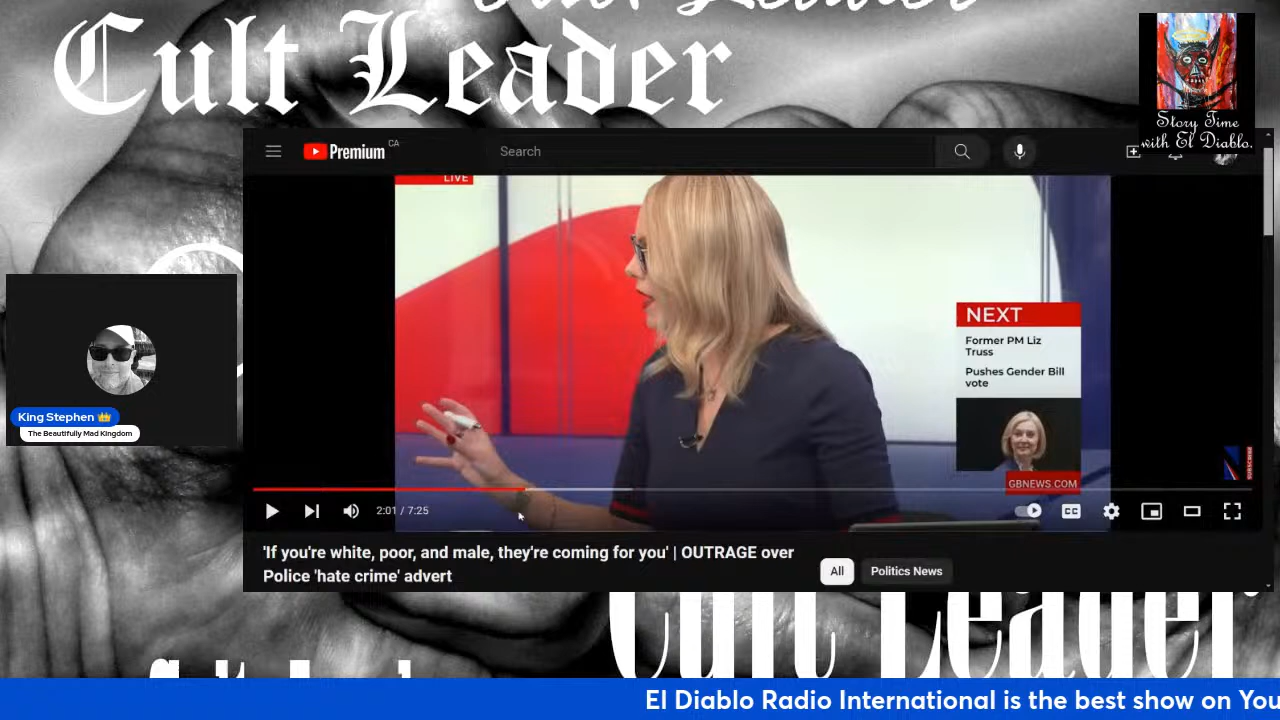 Cult Leader
Story Time
with El Diablo.
Premium CA
Search
LIVE
NEXT
Former PM Liz
Truss
Pushes Gender Bill
vote
GBNEWS.COM
SUBSCRIBE
King Stephen 👑
The Beautifully Mad Kingdom
2:01 / 7:25
CC
'If you're white, poor, and male, they're coming for you' | OUTRAGE over
Police 'hate crime' advert
All
Politics News
Cult Leader
El Diablo Radio International is the best show on You